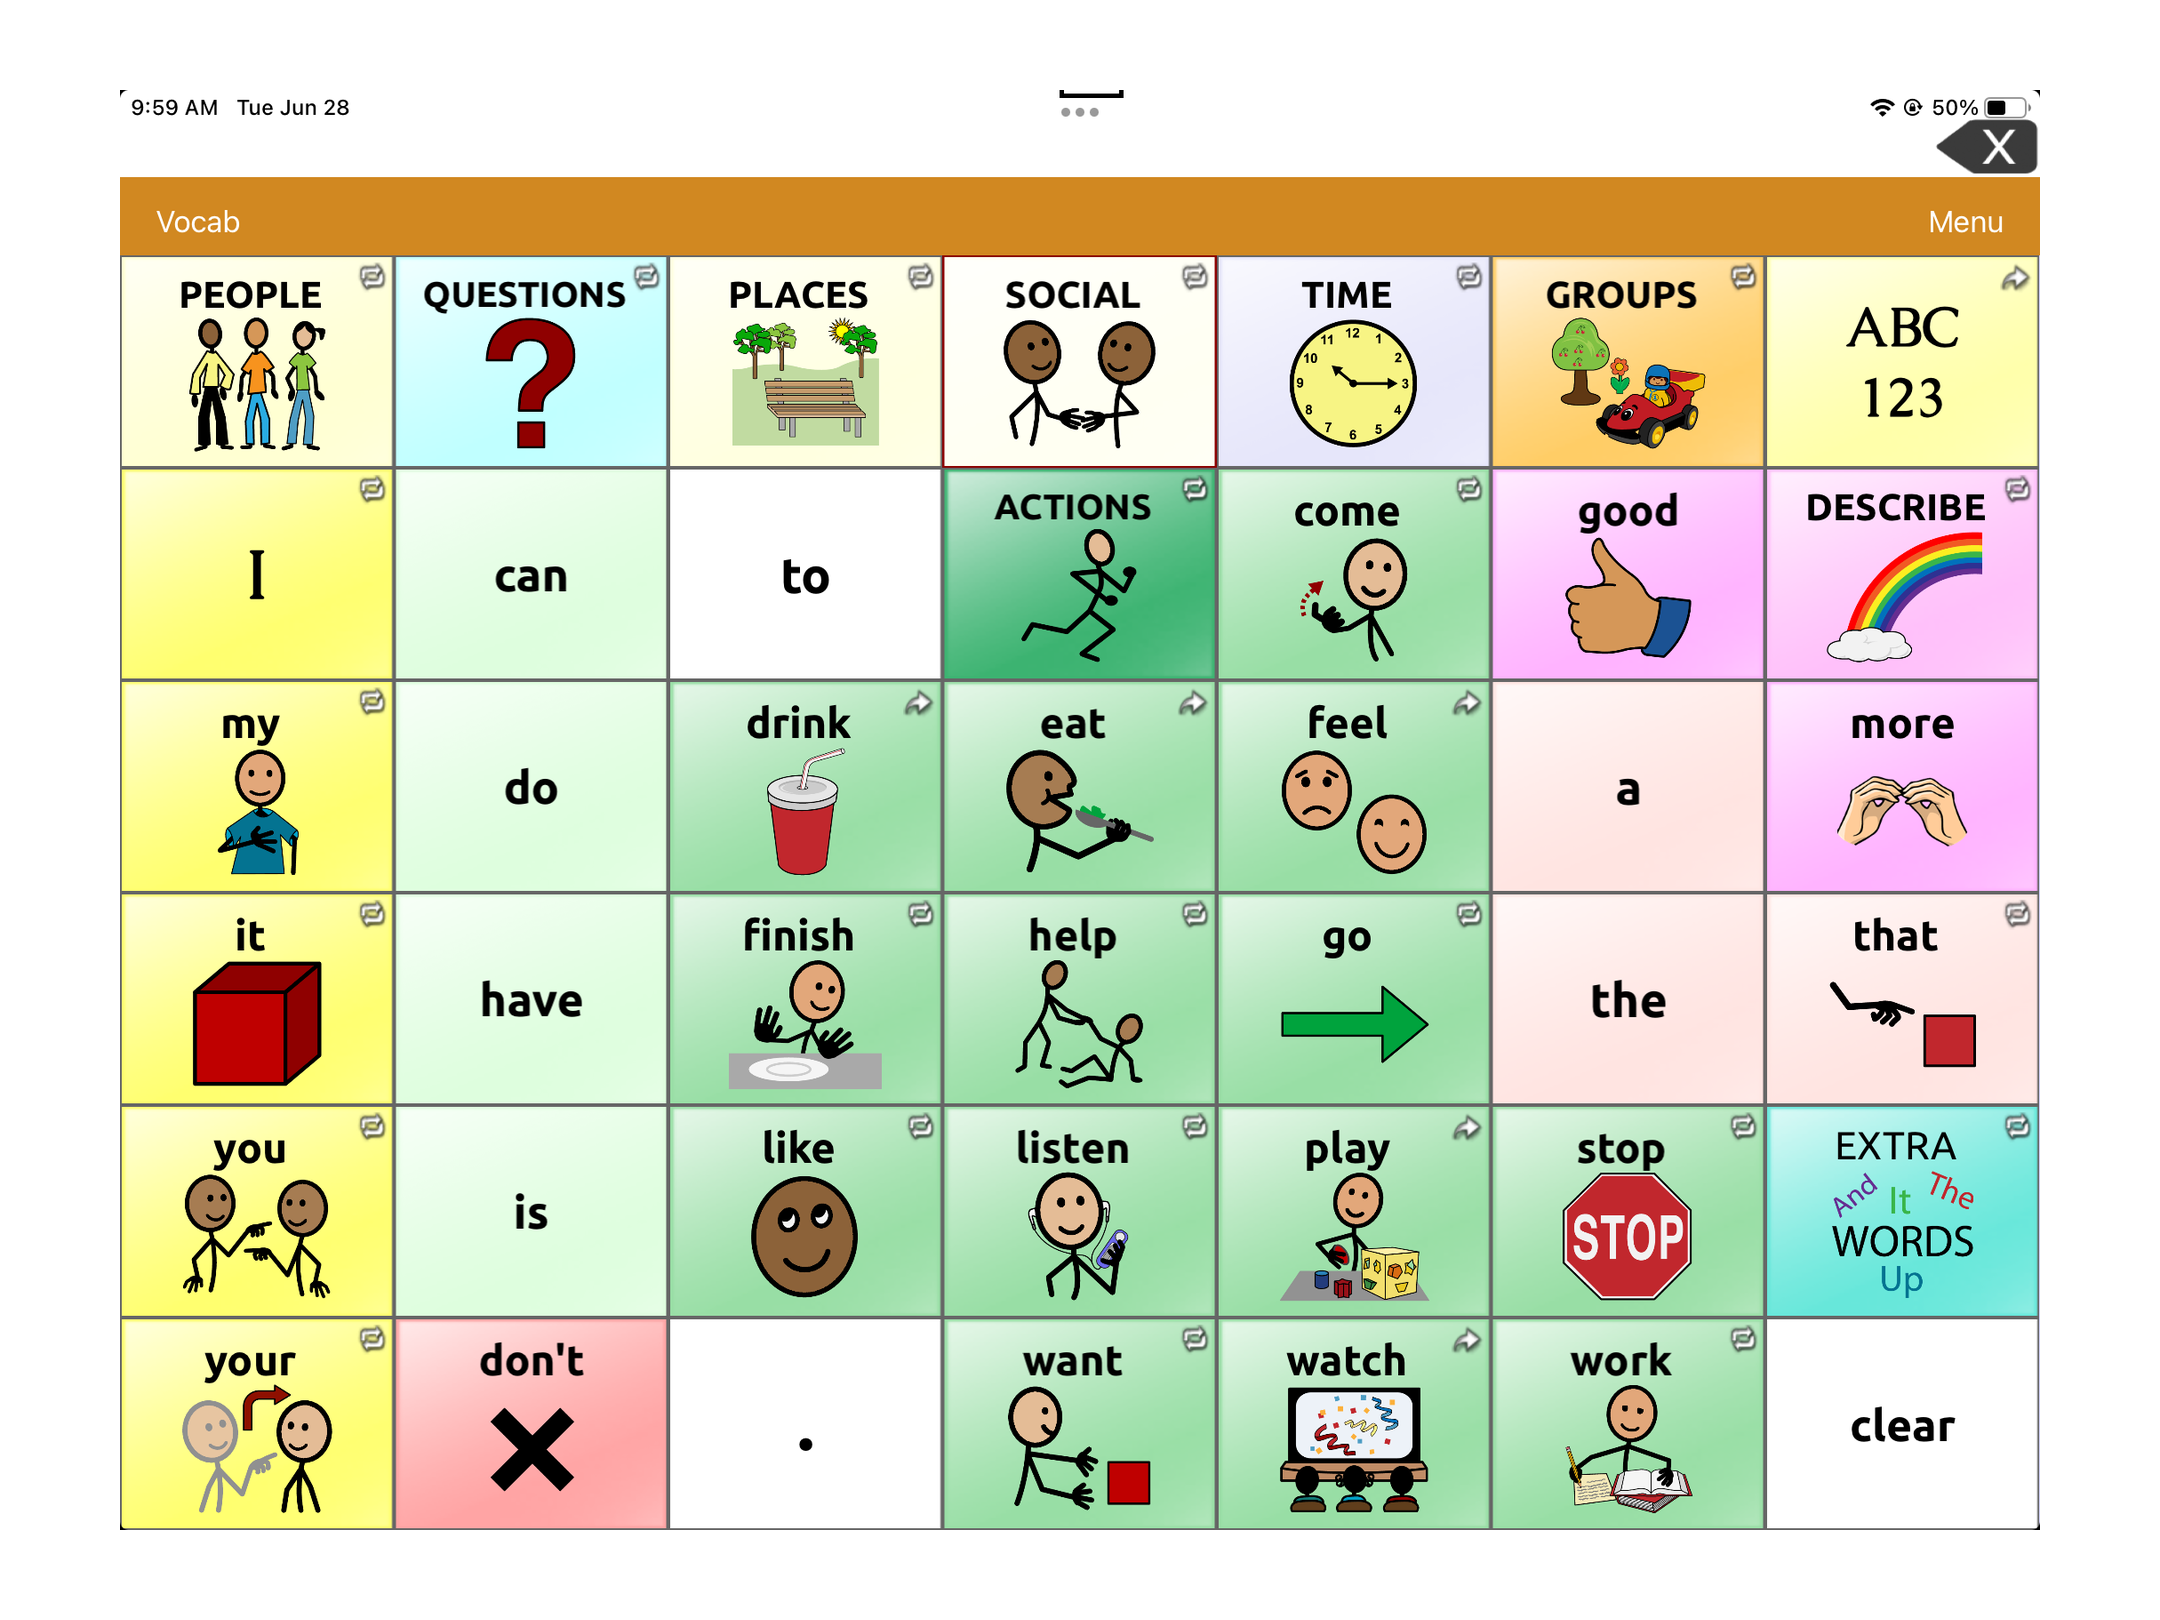 9:59 AM Tue Jun 28
50%
X
Vocab
Menu
PEOPLE
QUESTIONS
?
PLACES
SOCIAL
TIME
12
1
2
3
4
5
6
7
8
9
10
11
GROUPS
ABC
123
I
can
to
ACTIONS
come
good
DESCRIBE
my
do
drink
eat
feel
a
more
it
have
finish
help
go
the
that
you
is
like
listen
play
stop
STOP
EXTRA
And It The
WORDS
Up
your
don't
.
want
watch
work
clear